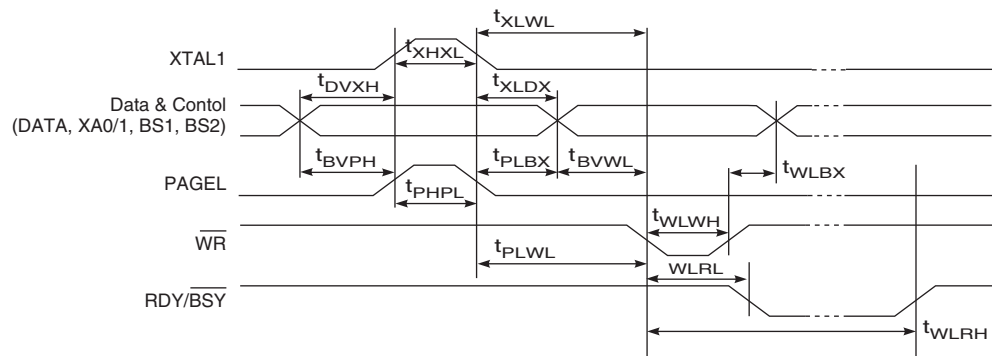 tXLWL
XTAL1
tXHXL
tDVXH
tXLDX
Data & Contol
(DATA, XA0/1, BS1, BS2)
tBVPH
tPLBX
tBVWL
tWLBX
PAGEL
tPHPL
tWLWH
WR
tPLWL
WLRL
RDY/BSY
tWLRH